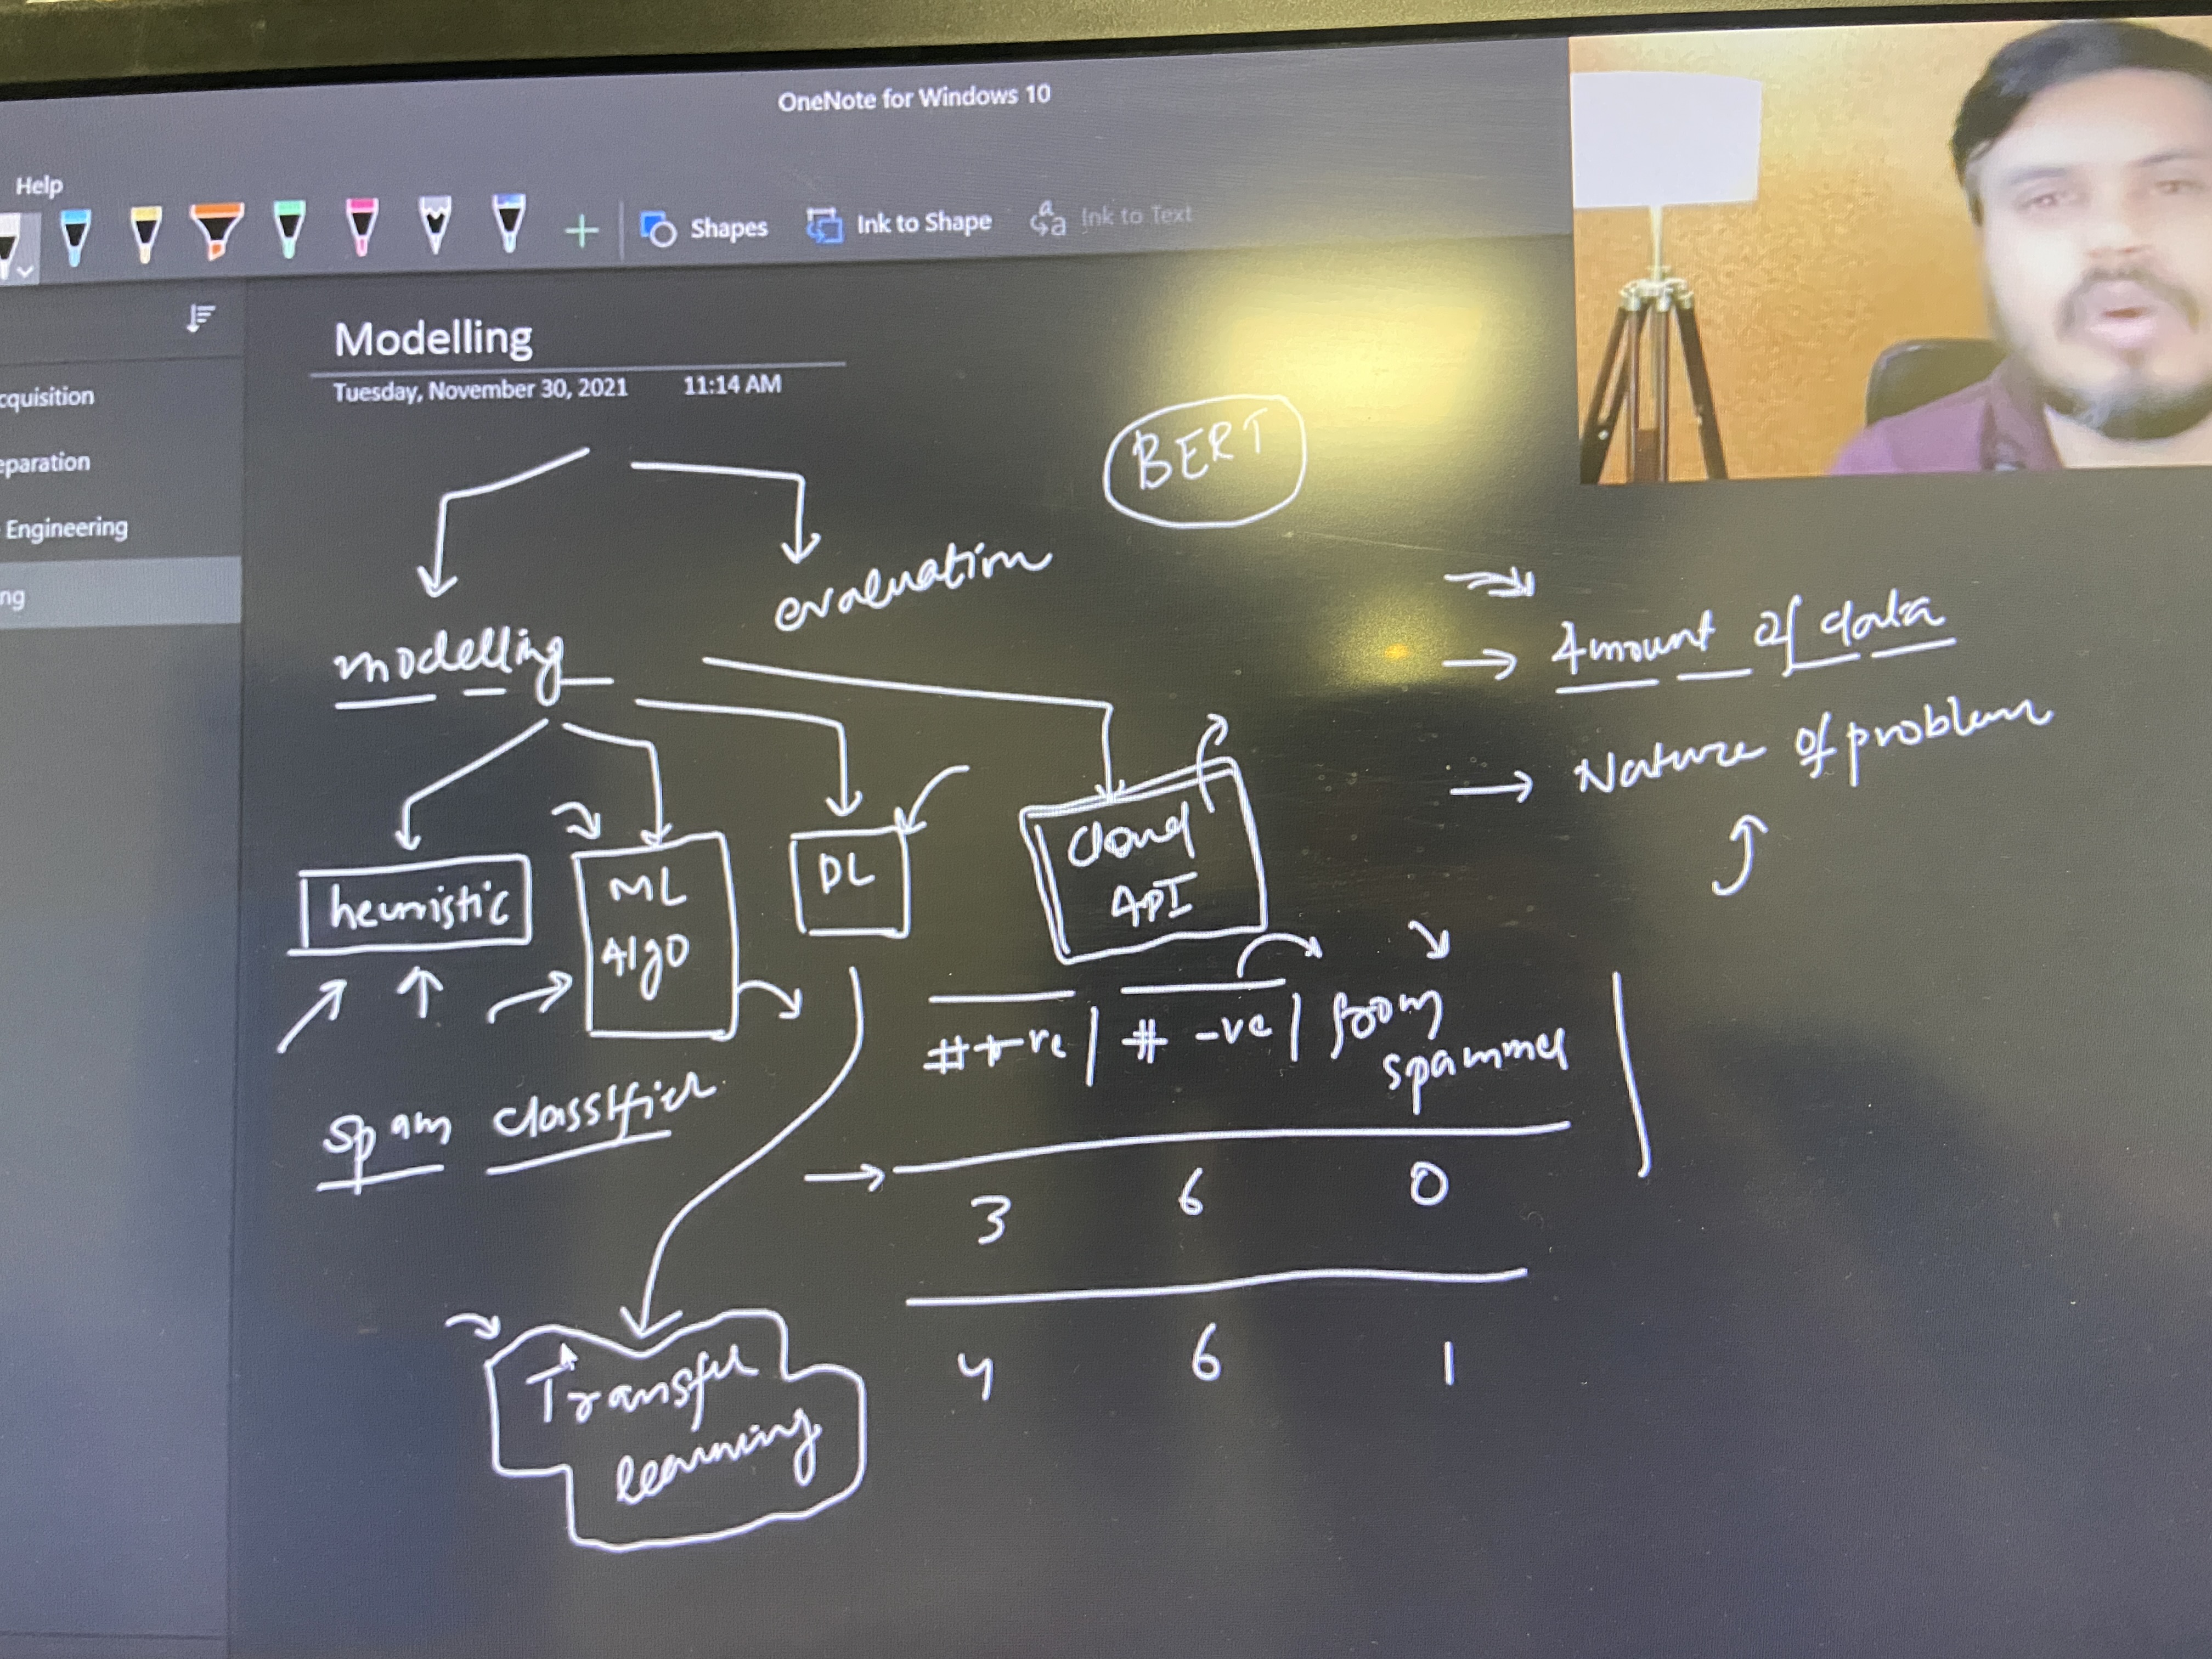 OneNote for Windows 10
Help
Shapes
Ink to Shape
Ink to Text
Modelling
Tuesday, November 30, 2021 11:14 AM
cquisition
eparation
Engineering
ng
BERT
evaluation
modelling
Amount of data
Nature of problem
heuristic
ML
Algo
DL
Cloud
API
#+ve | # -ve | from
spammer
spam classifier
3 6 0
4 6 1
Transfer
learning